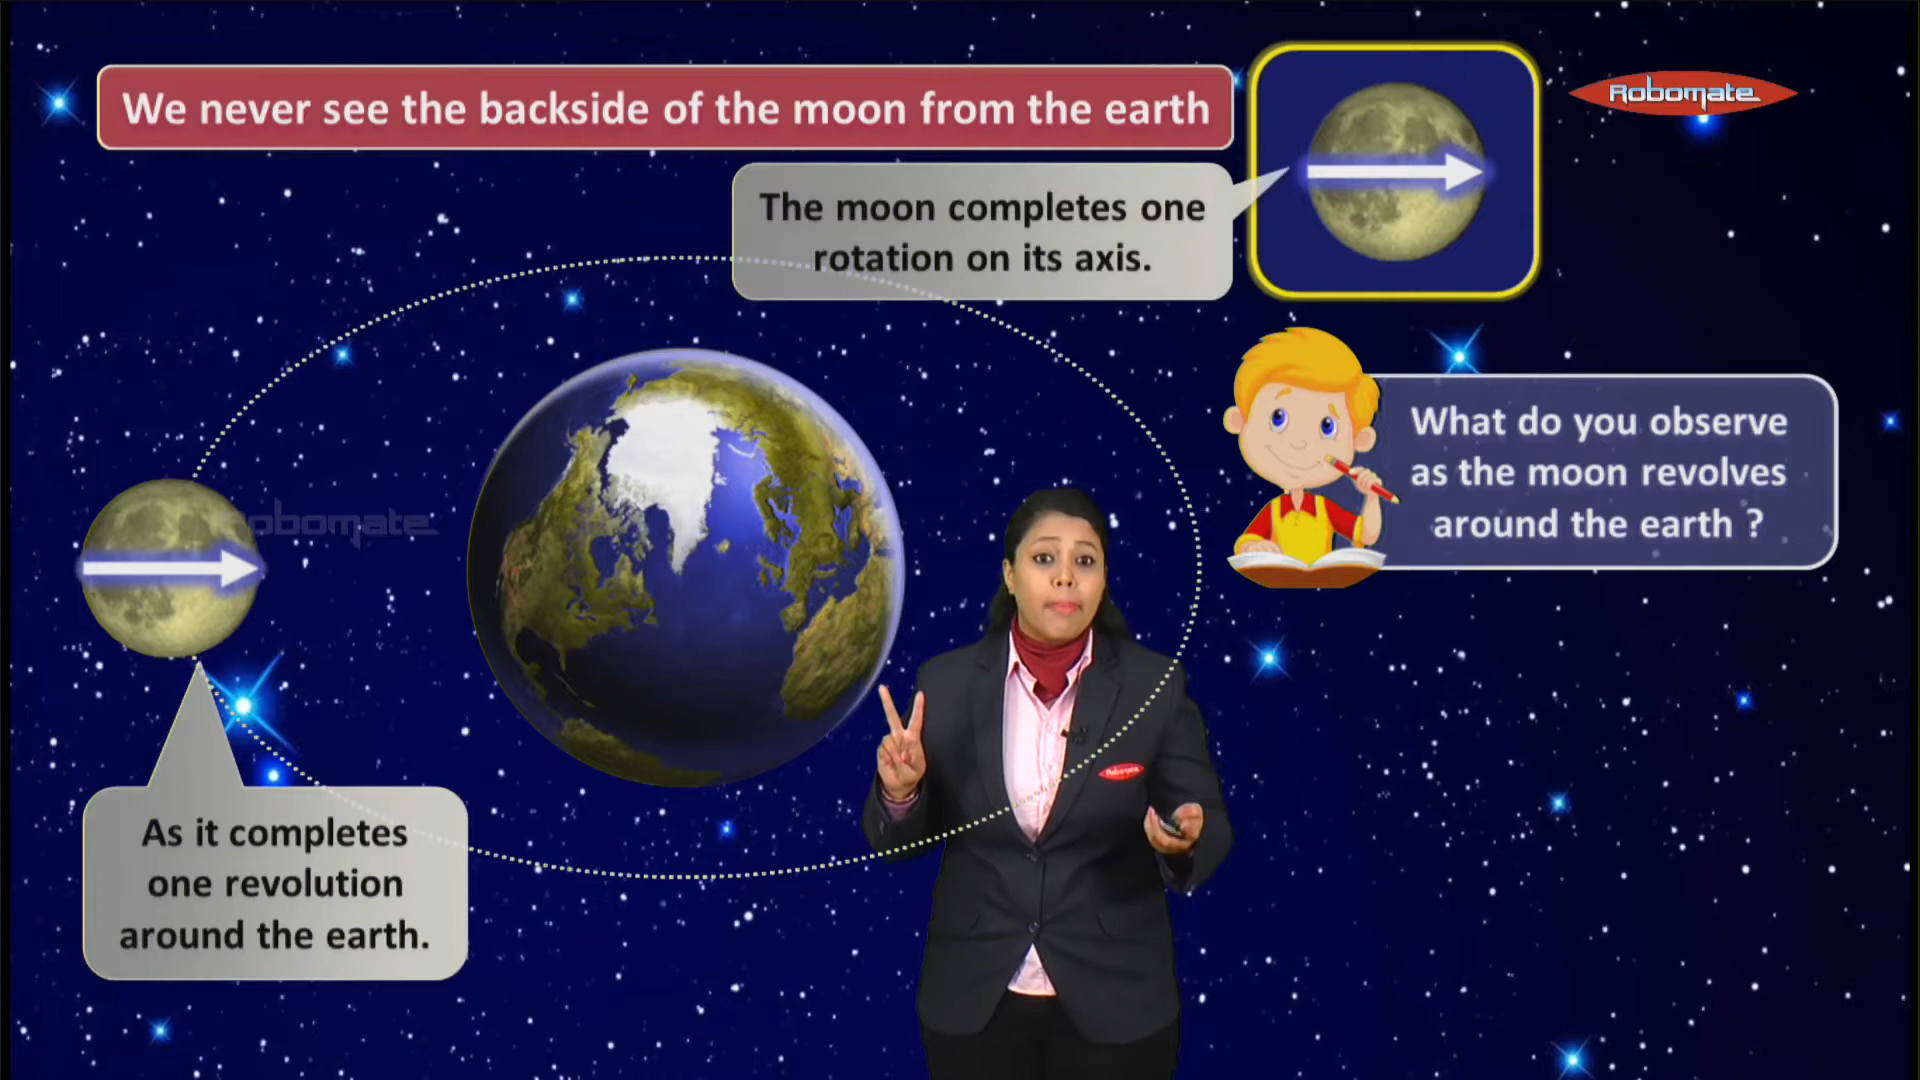 We never see the backside of the moon from the earth
Robomate
The moon completes one
rotation on its axis.
What do you observe
as the moon revolves
around the earth ?
Robomate
Robomate
As it completes
one revolution
around the earth.